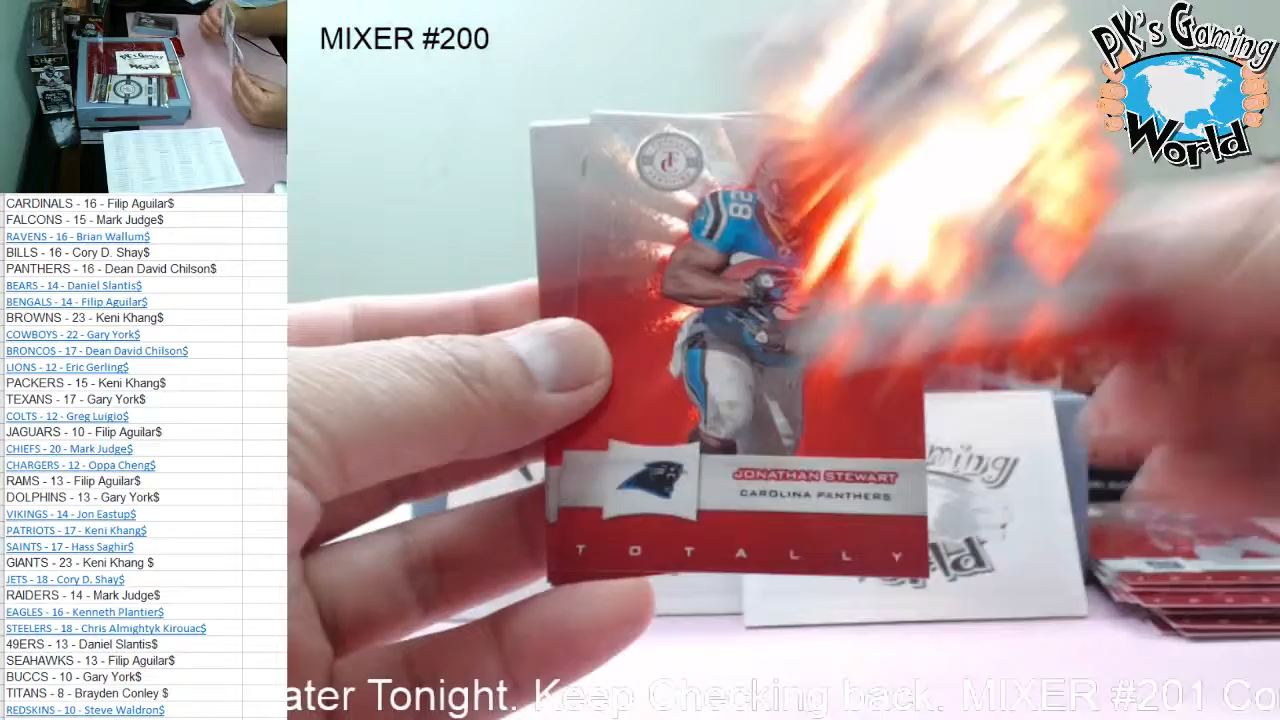 MIXER #200
PK's Gaming
World
CARDINALS - 16 - Filip Aguilar$
FALCONS - 15 - Mark Judge$
RAVENS - 16 - Brian Wallum$
BILLS - 16 - Cory D. Shay$
PANTHERS - 16 - Dean David Chilson$
BEARS - 14 - Daniel Slantis$
BENGALS - 14 - Filip Aguilar$
BROWNS - 23 - Keni Khang$
COWBOYS - 22 - Gary York$
BRONCOS - 17 - Dean David Chilson$
LIONS - 12 - Eric Gerling$
PACKERS - 15 - Keni Khang$
TEXANS - 17 - Gary York$
COLTS - 12 - Greg Luigio$
JAGUARS - 10 - Filip Aguilar$
CHIEFS - 20 - Mark Judge$
CHARGERS - 12 - Oppa Cheng$
RAMS - 13 - Filip Aguilar$
DOLPHINS - 13 - Gary York$
VIKINGS - 14 - Jon Eastup$
PATRIOTS - 17 - Keni Khang$
SAINTS - 17 - Hass Saghir$
GIANTS - 23 - Keni Khang $
JETS - 18 - Cory D. Shay$
RAIDERS - 14 - Mark Judge$
EAGLES - 16 - Kenneth Plantier$
STEELERS - 18 - Chris Almightyk Kirouac$
49ERS - 13 - Daniel Slantis$
SEAHAWKS - 13 - Filip Aguilar$
BUCCS - 10 - Gary York$
TITANS - 8 - Brayden Conley $
REDSKINS - 10 - Steve Waldron$
28
JONATHAN STEWART
CAROLINA PANTHERS
TOTALLY
ater Tonight. Keep Checking back. MIXER #201 Co